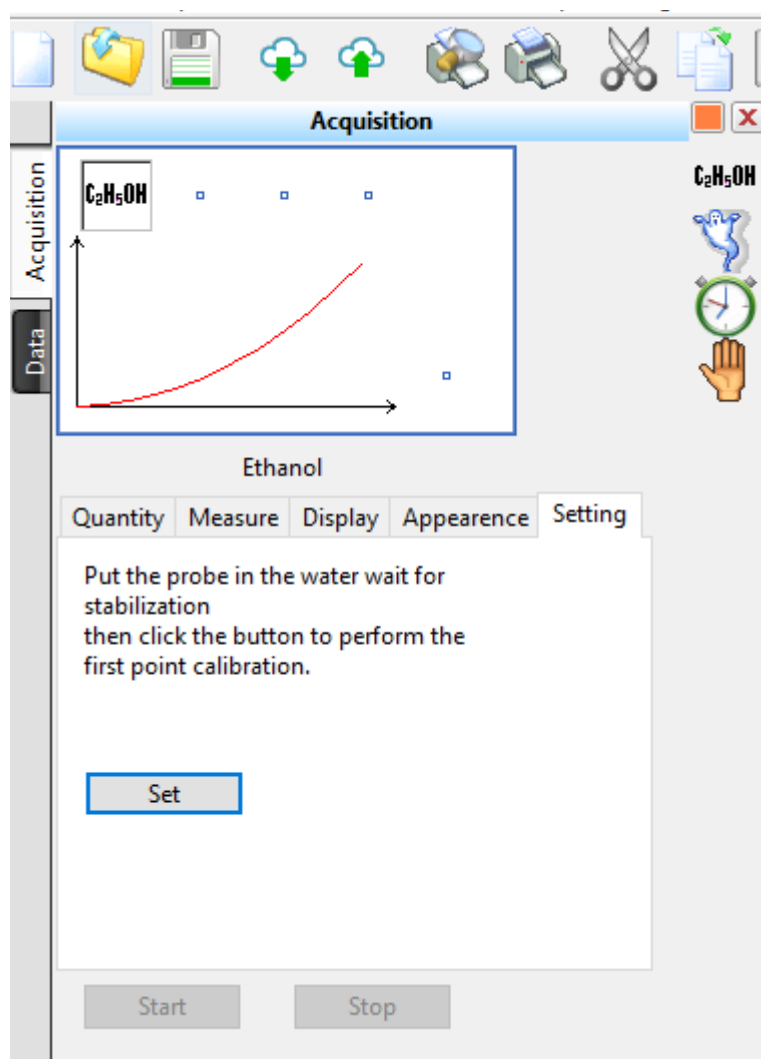 Acquisition
Acquisition
Data
C₂H₅OH
C₂H₅OH
Ethanol
Quantity Measure Display Appearence Setting
Put the probe in the water wait for
stabilization
then click the button to perform the
first point calibration.
Set
Start Stop